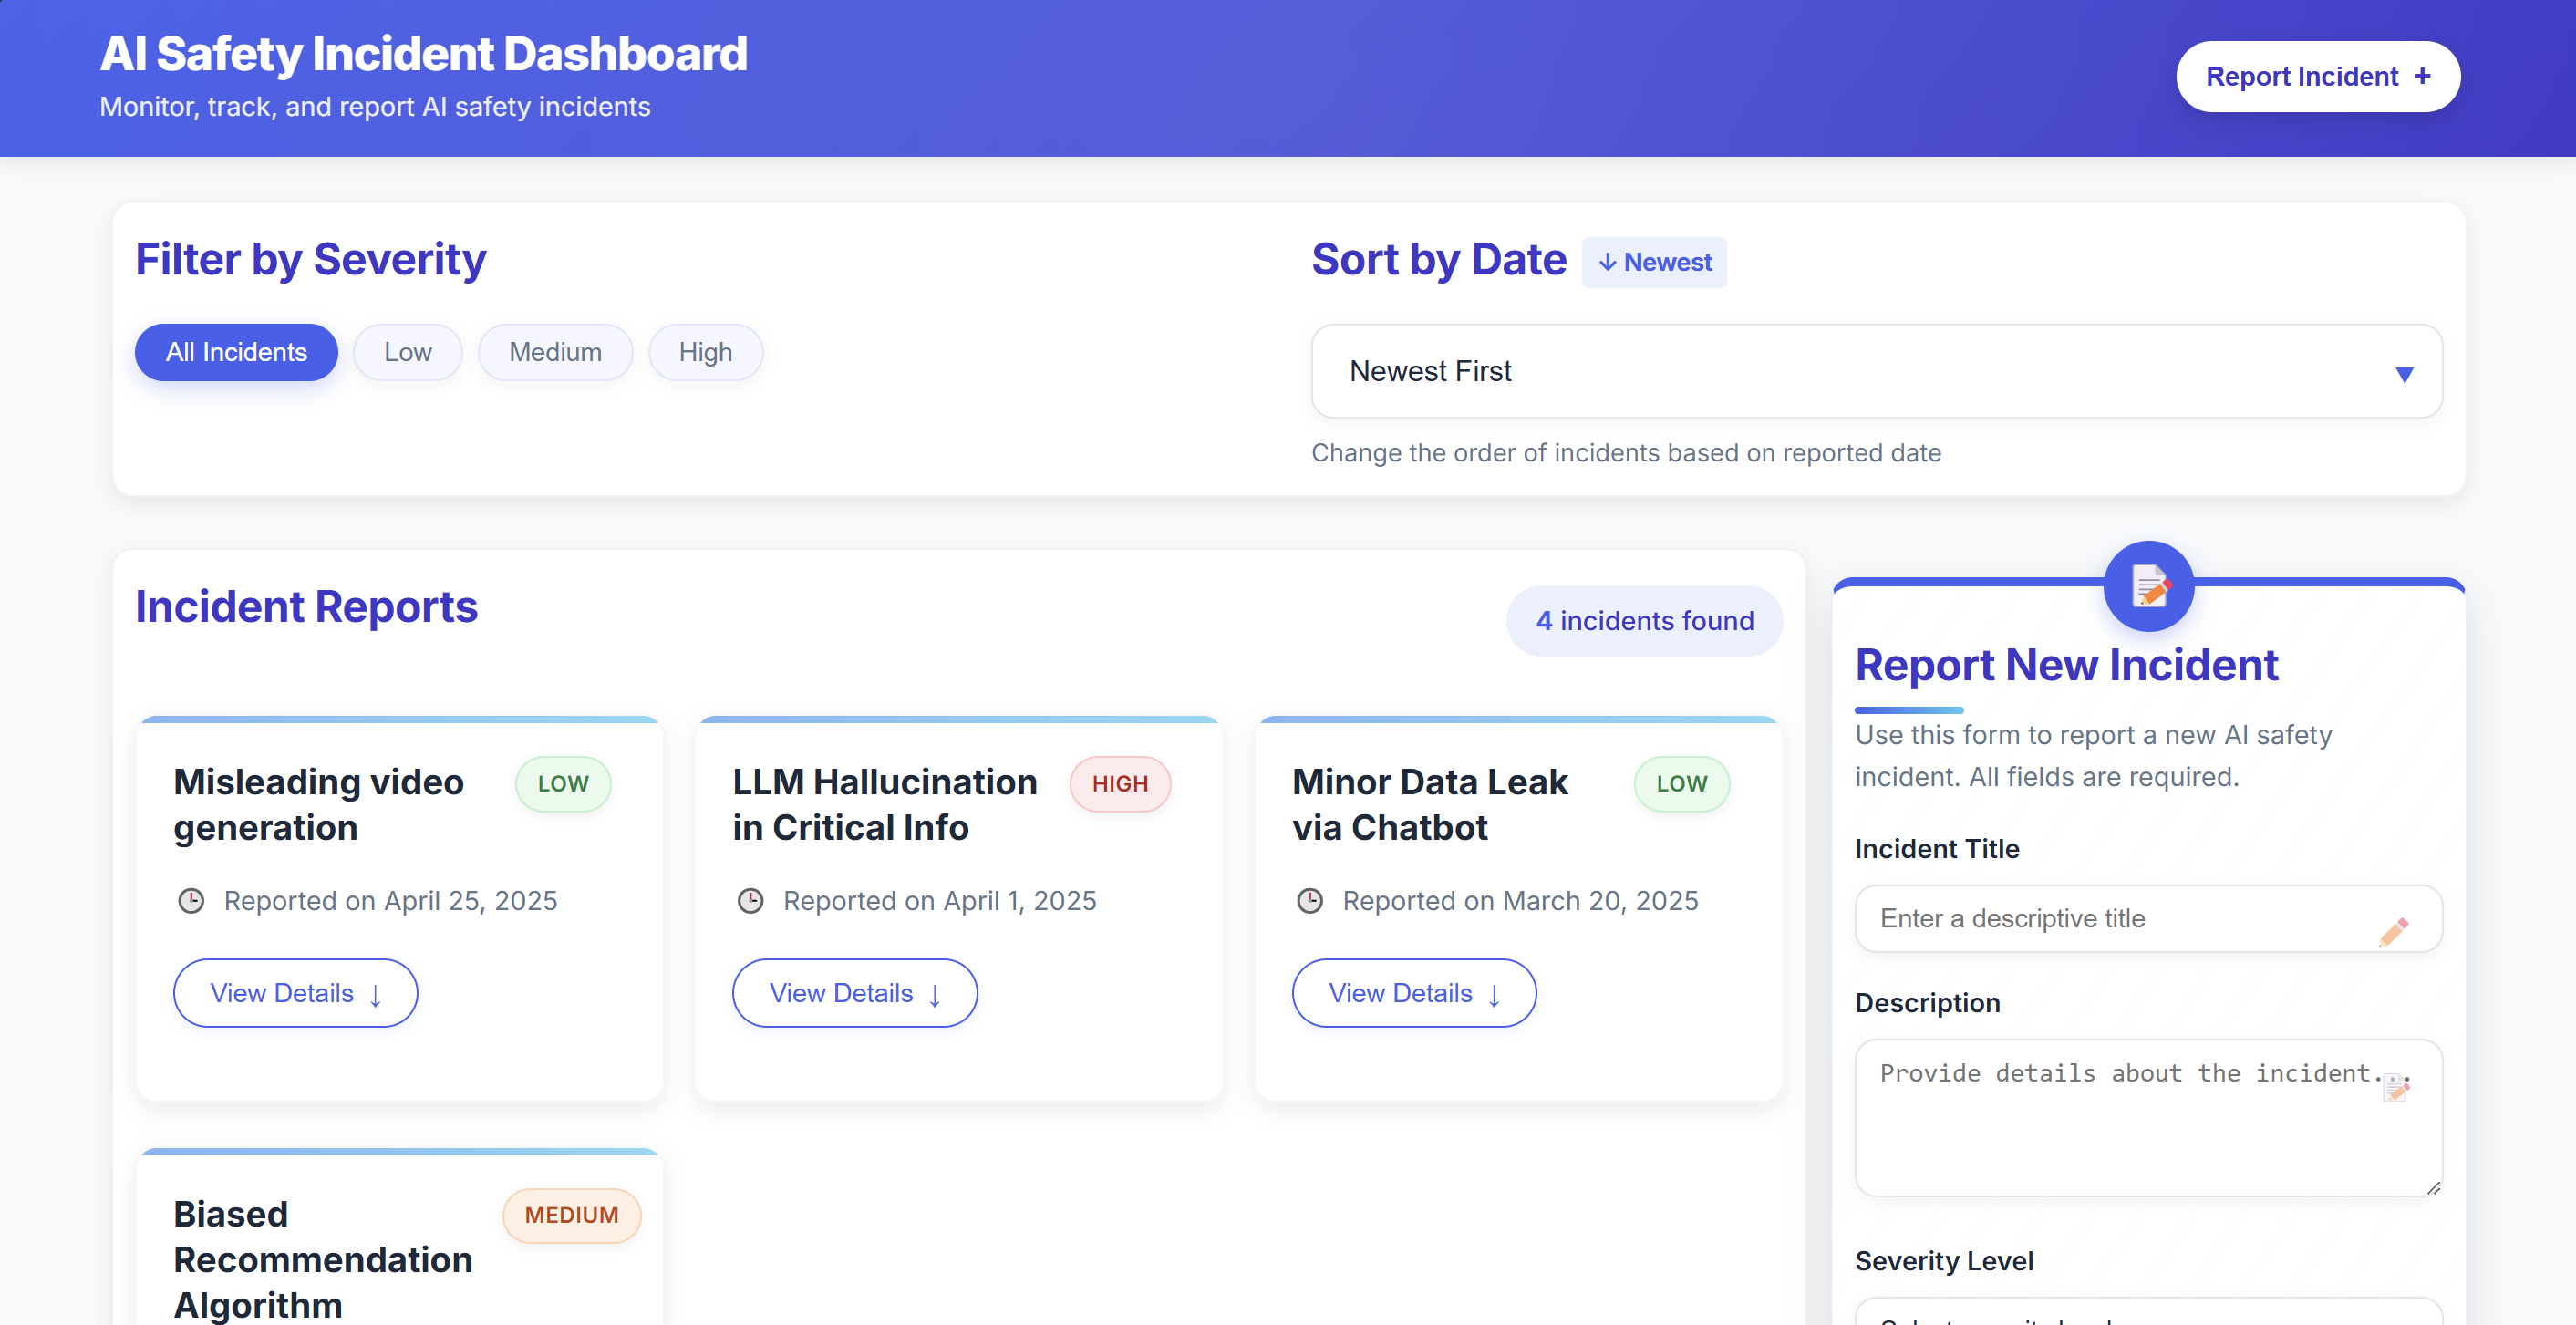 AI Safety Incident Dashboard
Monitor, track, and report AI safety incidents
Report Incident +
Filter by Severity
All Incidents
Low
Medium
High
Sort by Date
↓ Newest
Newest First
Change the order of incidents based on reported date
Incident Reports
4 incidents found
Misleading video
generation
LOW
Reported on April 25, 2025
View Details ↓
LLM Hallucination
in Critical Info
HIGH
Reported on April 1, 2025
View Details ↓
Minor Data Leak
via Chatbot
LOW
Reported on March 20, 2025
View Details ↓
Biased
Recommendation
Algorithm
MEDIUM
Report New Incident
Use this form to report a new AI safety
incident. All fields are required.
Incident Title
Enter a descriptive title
Description
Provide details about the incident...
Severity Level